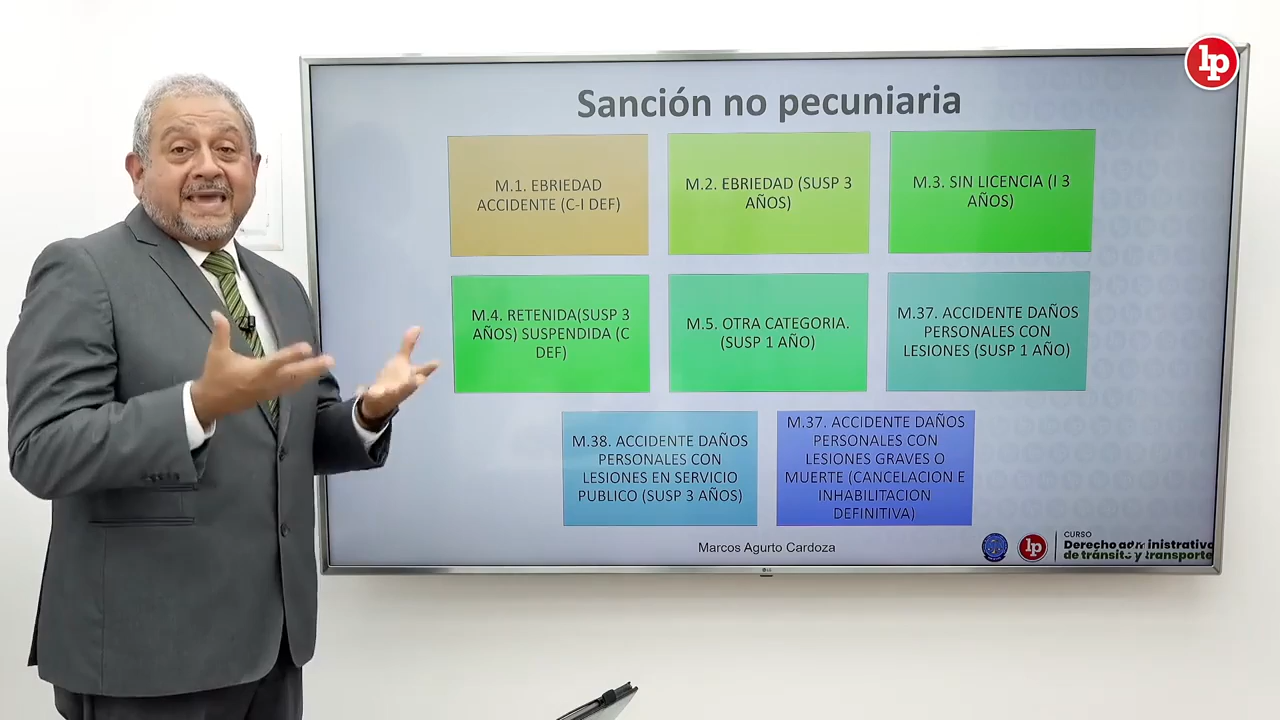 lp
Sanción no pecuniaria
M.1. EBRIEDAD
ACCIDENTE (C-I DEF)
M.2. EBRIEDAD (SUSP 3
AÑOS)
M.3. SIN LICENCIA (I 3
AÑOS)
M.4. RETENIDA(SUSP 3
AÑOS) SUSPENDIDA (C
DEF)
M.5. OTRA CATEGORIA.
(SUSP 1 AÑO)
M.37. ACCIDENTE DAÑOS
PERSONALES CON
LESIONES (SUSP 1 AÑO)
M.38. ACCIDENTE DAÑOS
PERSONALES CON
LESIONES EN SERVICIO
PUBLICO (SUSP 3 AÑOS)
M.37. ACCIDENTE DAÑOS
PERSONALES CON
LESIONES GRAVES O
MUERTE (CANCELACION E
INHABILITACION
DEFINITIVA)
Marcos Agurto Cardoza
lp
CURSO
Derecho administrativo
de tránsito y transporte
LG